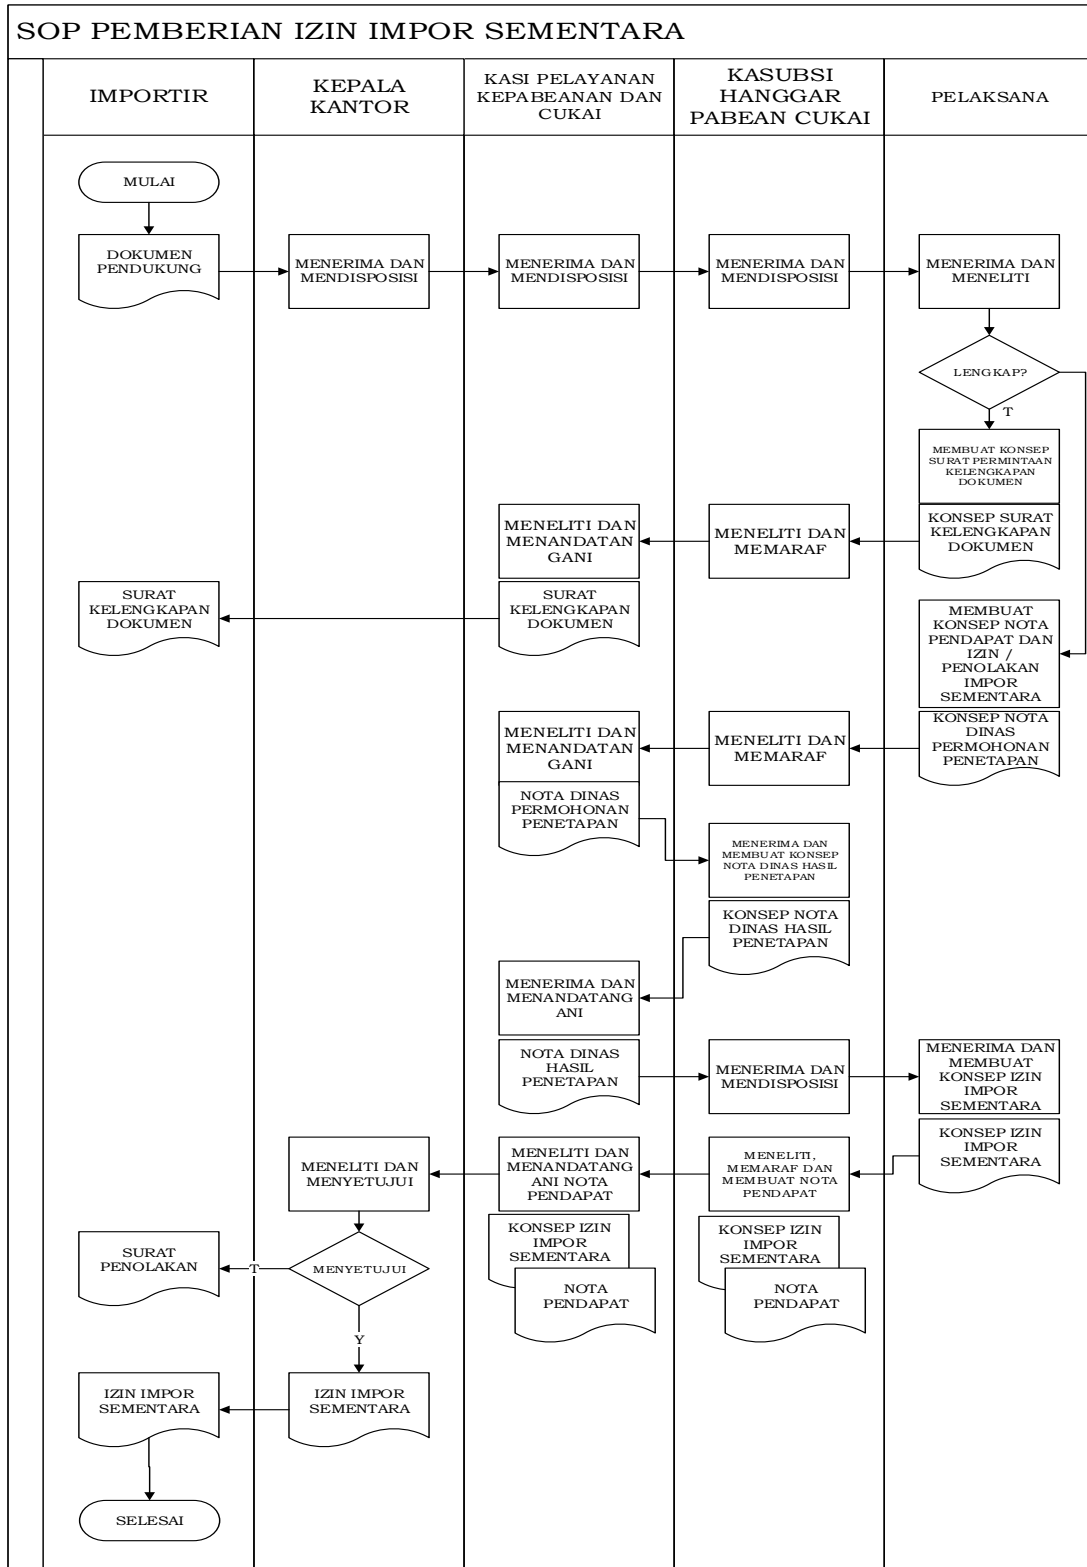 SOP PEMBERIAN IZIN IMPOR SEMENTARA
IMPORTIR
KEPALA
KANTOR
KASI PELAYANAN
KEPABEANAN DAN
CUKAI
KASUBSI
HANGGAR
PABEAN CUKAI
PELAKSANA
MULAI
DOKUMEN
PENDUKUNG
MENERIMA DAN
MENDISPOSISI
MENERIMA DAN
MENDISPOSISI
MENERIMA DAN
MENDISPOSISI
MENERIMA DAN
MENELITI
LENGKAP?
T
MEMBUAT KONSEP
SURAT PERMINTAAN
KELENGKAPAN
DOKUMEN
MENELITI DAN
MENANDATAN
GANI
MENELITI DAN
MEMARAF
KONSEP SURAT
KELENGKAPAN
DOKUMEN
SURAT
KELENGKAPAN
DOKUMEN
SURAT
KELENGKAPAN
DOKUMEN
MEMBUAT
KONSEP NOTA
PENDAPAT DAN
IZIN /
PENOLAKAN
IMPOR
SEMENTARA
MENELITI DAN
MENANDATAN
GANI
MENELITI DAN
MEMARAF
KONSEP NOTA
DINAS
PERMOHONAN
PENETAPAN
NOTA DINAS
PERMOHONAN
PENETAPAN
MENERIMA DAN
MEMBUAT KONSEP
NOTA DINAS HASIL
PENETAPAN
KONSEP NOTA
DINAS HASIL
PENETAPAN
MENERIMA DAN
MENANDATANG
ANI
NOTA DINAS
HASIL
PENETAPAN
MENERIMA DAN
MENDISPOSISI
MENERIMA DAN
MEMBUAT
KONSEP IZIN
IMPOR
SEMENTARA
KONSEP IZIN
IMPOR
SEMENTARA
MENELITI DAN
MENYETUJUI
MENELITI DAN
MENANDATANG
ANI NOTA
PENDAPAT
MENELITI,
MEMARAF DAN
MEMBUAT NOTA
PENDAPAT
SURAT
PENOLAKAN
T
MENYETUJUI
KONSEP IZIN
IMPOR
SEMENTARA
NOTA
PENDAPAT
KONSEP IZIN
IMPOR
SEMENTARA
NOTA
PENDAPAT
Y
IZIN IMPOR
SEMENTARA
IZIN IMPOR
SEMENTARA
SELESAI